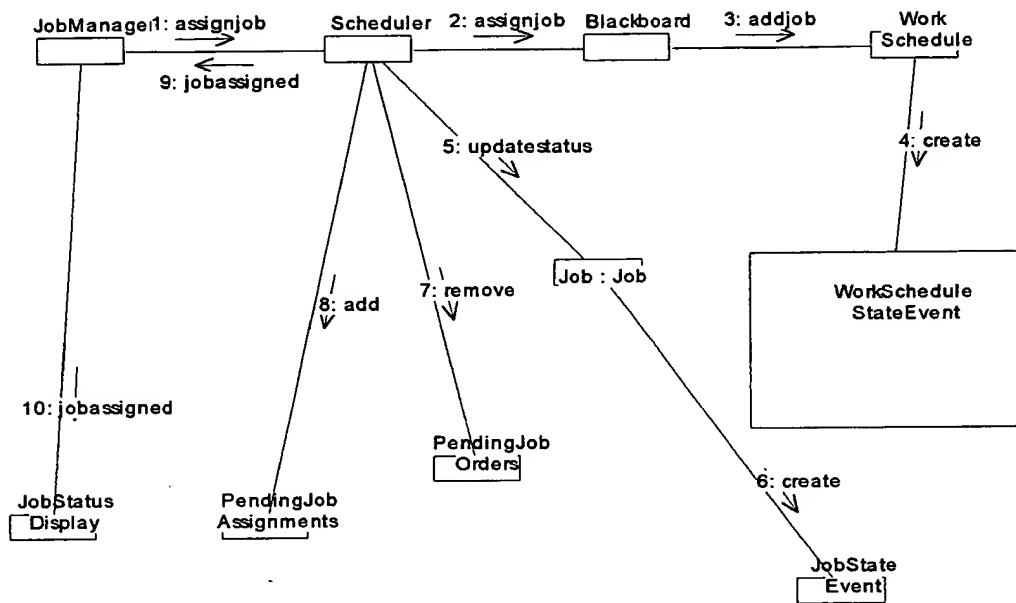 JobManager
1: assignjob
Scheduler
2: assignjob
Blackboard
3: addjob
Work
Schedule
9: jobassigned
4: create
5: updatestatus
Job : Job
WorkSchedule
StateEvent
8: add
7: remove
10: jobassigned
PendingJob
Orders
6: create
JobStatus
Display
PendingJob
Assignments
JobState
Event